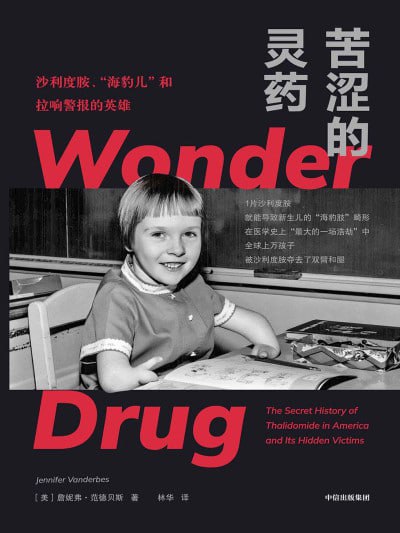 苦涩的
灵药
沙利度胺、“海豹儿”和
拉响警报的英雄
Wonder
1片沙利度胺
就能导致新生儿的“海豹肢”畸形
在医学史上“最大的一场浩劫”中
全球上万孩子
被沙利度胺夺去了双臂和腿
Drug
The Secret History of
Thalidomide in America
and Its Hidden Victims
Jennifer Vanderbes
[美] 詹妮弗·范德贝斯 著 林华 译
中信出版集团